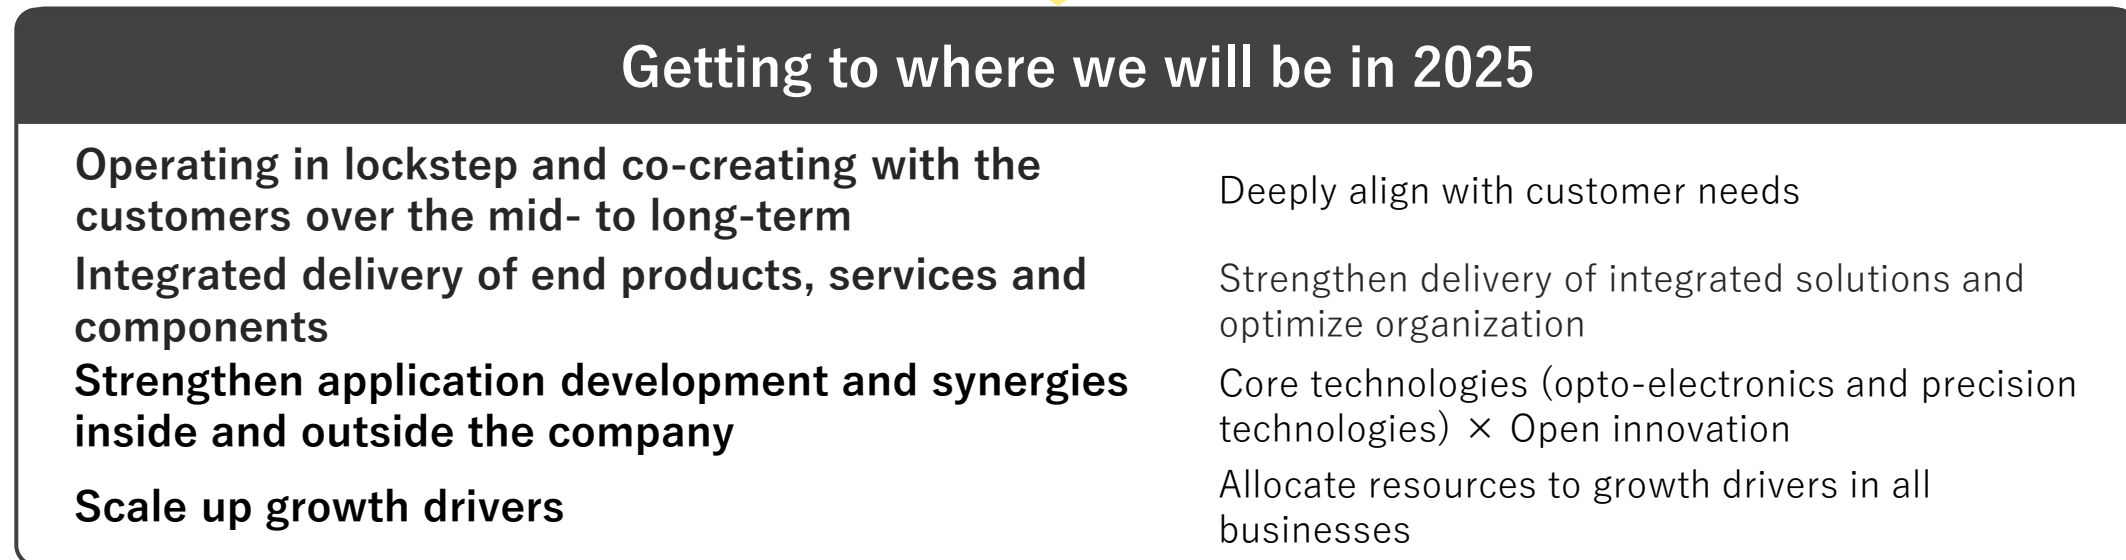 Getting to where we will be in 2025
Operating in lockstep and co-creating with the
customers over the mid- to long-term
Deeply align with customer needs
Integrated delivery of end products, services and
components
Strengthen delivery of integrated solutions and
optimize organization
Strengthen application development and synergies
inside and outside the company
Core technologies (opto-electronics and precision
technologies) × Open innovation
Scale up growth drivers
Allocate resources to growth drivers in all
businesses